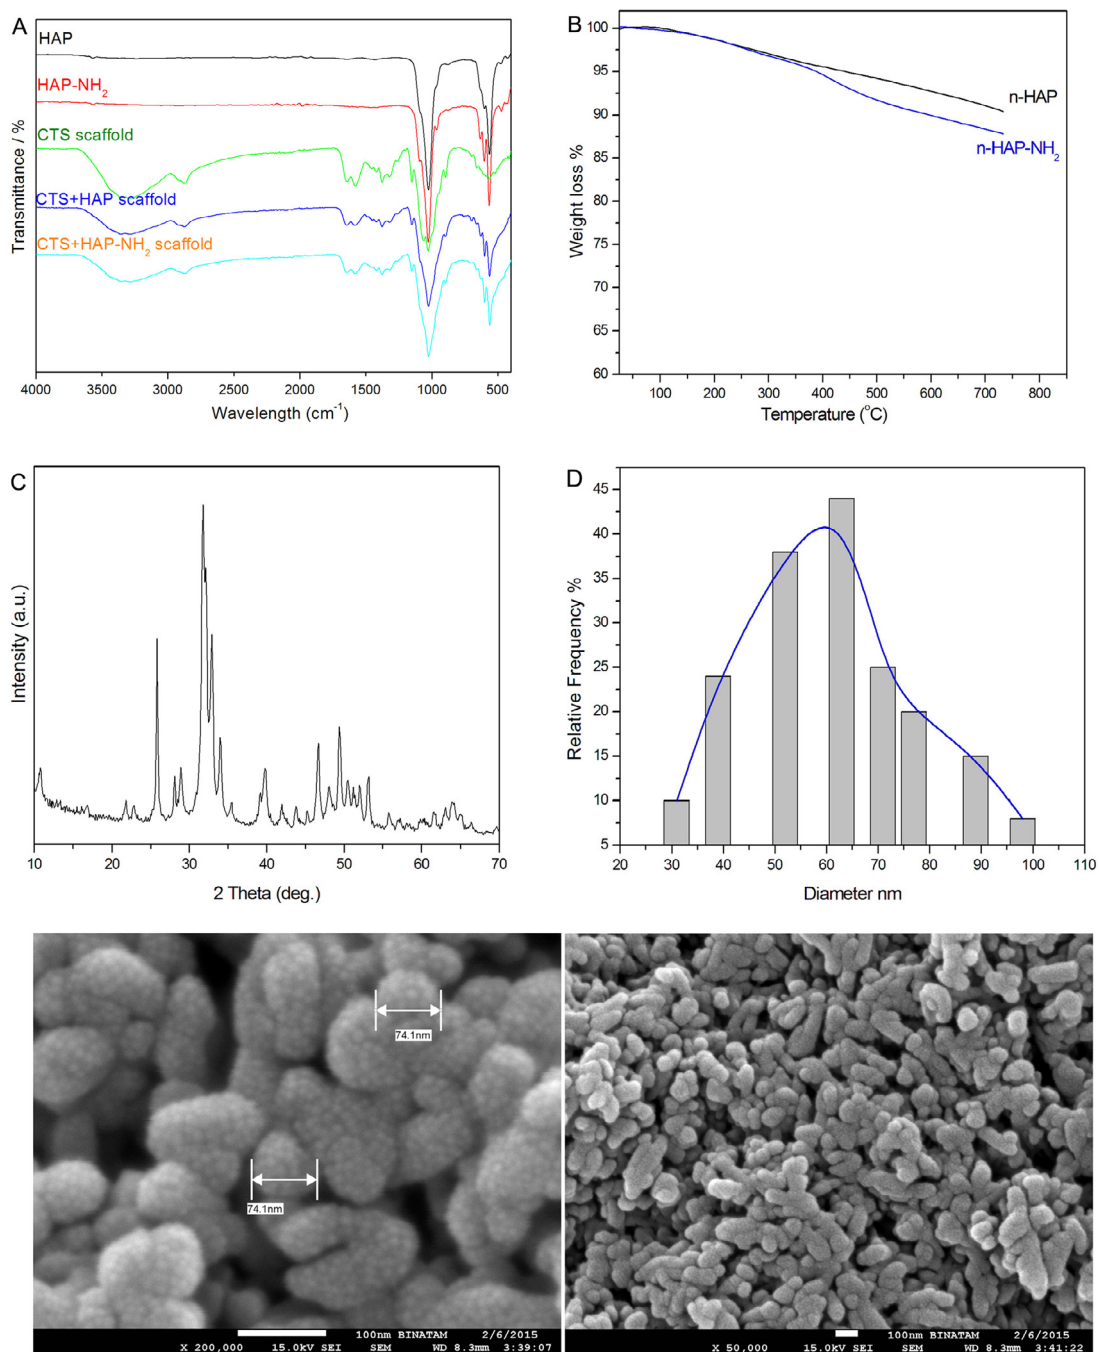 A
HAP
HAP-NH2
CTS scaffold
CTS+HAP scaffold
CTS+HAP-NH2 scaffold
Transmittance / %
4000 3500 3000 2500 2000 1500 1000 500
Wavelength (cm-1)
B
100
95
90
85
80
75
70
65
60
Weight loss %
n-HAP
n-HAP-NH2
100 200 300 400 500 600 700 800
Temperature (oC)
C
Intensity (a.u.)
10 20 30 40 50 60 70
2 Theta (deg.)
D
45
40
35
30
25
20
15
10
5
Relative Frequency %
20 30 40 50 60 70 80 90 100 110
Diameter nm
74.1nm
74.1nm
100nm BINATAM 2/6/2015
X 200,000 15.0kV SEI SEM WD 8.3mm 3:39:07
100nm BINATAM 2/6/2015
X 50,000 15.0kV SEI SEM WD 8.3mm 3:41:22